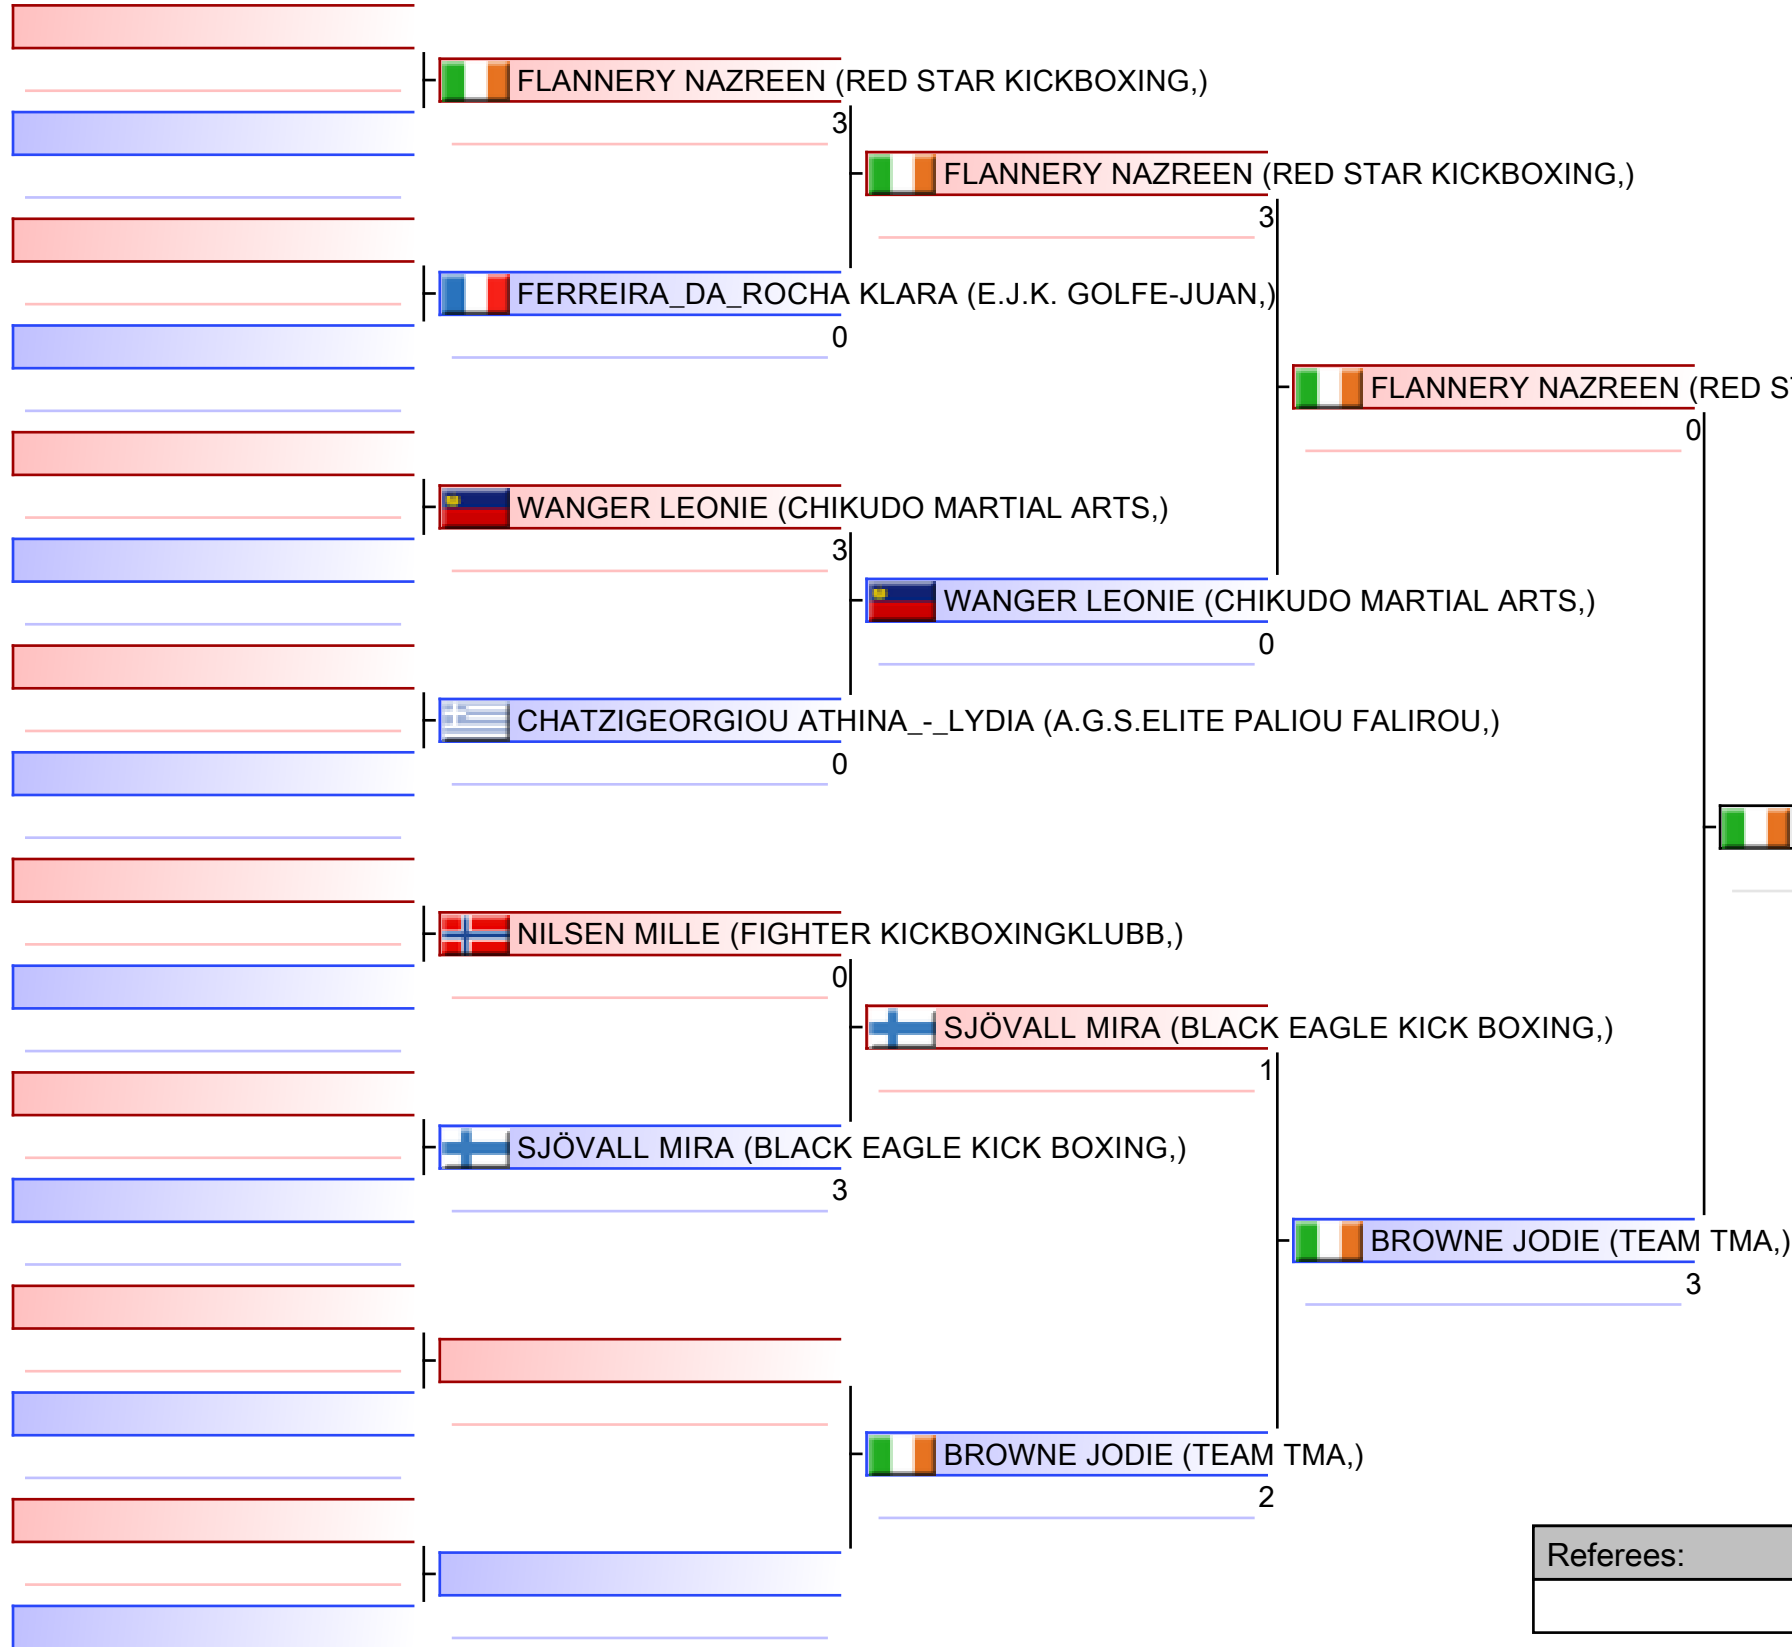 FLANNERY NAZREEN (RED STAR KICKBOXING,)
3
FLANNERY NAZREEN (RED STAR KICKBOXING,)
3
FERREIRA_DA_ROCHA KLARA (E.J.K. GOLFE-JUAN,)
0
FLANNERY NAZREEN (RED ST
0
WANGER LEONIE (CHIKUDO MARTIAL ARTS,)
3
WANGER LEONIE (CHIKUDO MARTIAL ARTS,)
0
CHATZIGEORGIOU ATHINA_-_LYDIA (A.G.S.ELITE PALIOU FALIROU,)
0
NILSEN MILLE (FIGHTER KICKBOXINGKLUBB,)
0
SJÖVALL MIRA (BLACK EAGLE KICK BOXING,)
1
SJÖVALL MIRA (BLACK EAGLE KICK BOXING,)
3
BROWNE JODIE (TEAM TMA,)
3
BROWNE JODIE (TEAM TMA,)
2
Referees: